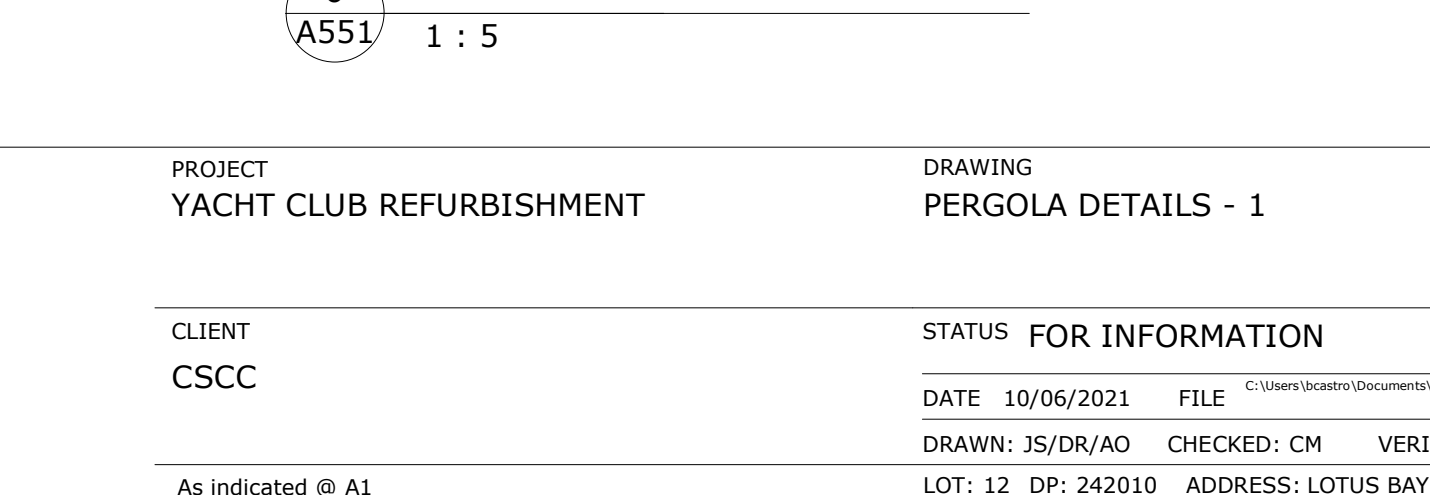 A551 1 : 5
PROJECT
YACHT CLUB REFURBISHMENT
DRAWING
PERGOLA DETAILS - 1
CLIENT
CSCC
STATUS FOR INFORMATION
DATE 10/06/2021 FILE C:\Users\bcastro\Documents\
DRAWN: JS/DR/AO CHECKED: CM VERI
As indicated @ A1
LOT: 12 DP: 242010 ADDRESS: LOTUS BAY